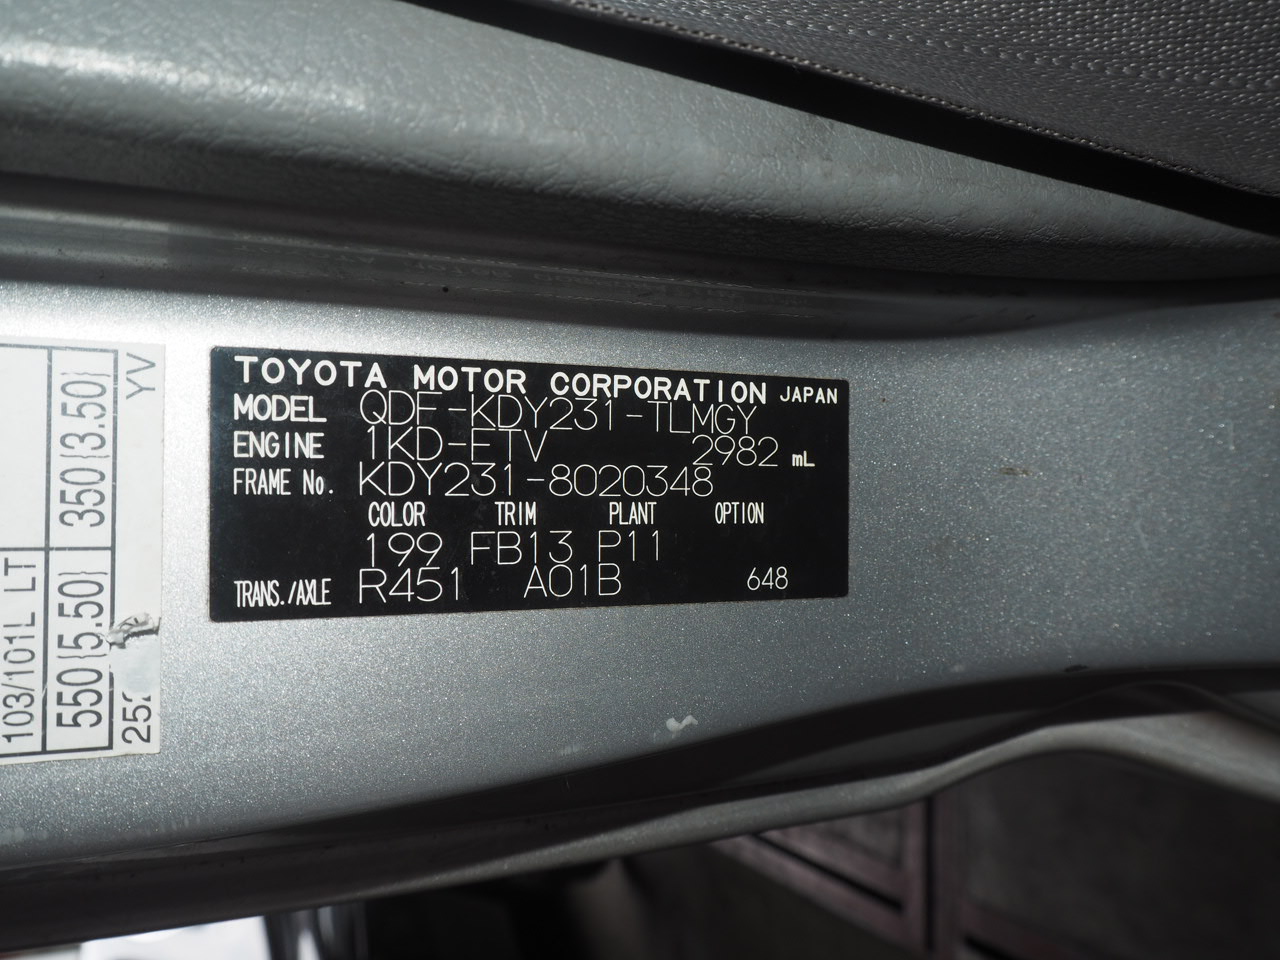 TOYOTA MOTOR CORPORATION JAPAN
MODEL QDF-KDY231-TLMGY
ENGINE 1KD-FTV 2982 mL
FRAME No. KDY231-8020348
COLOR TRIM PLANT OPTION
199 FB13 P11
TRANS./AXLE R451 A01B 648
103/101L LT
550(5.50) 350(3.50)
YV